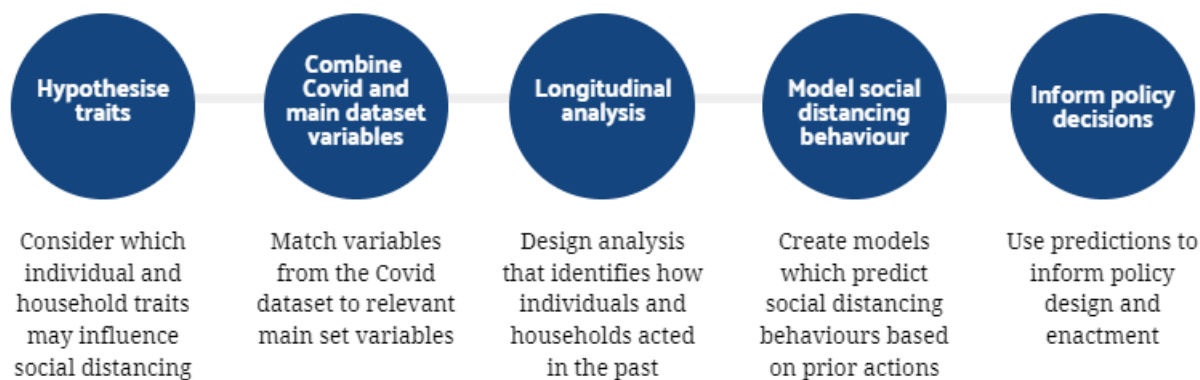 Hypothesise
traits
Combine
Covid and
main dataset
variables
Longitudinal
analysis
Model social
distancing
behaviour
Inform policy
decisions
Consider which
individual and
household traits
may influence
social distancing
Match variables
from the Covid
dataset to relevant
main set variables
Design analysis
that identifies how
individuals and
households acted
in the past
Create models
which predict
social distancing
behaviours based
on prior actions
Use predictions to
inform policy
design and
enactment